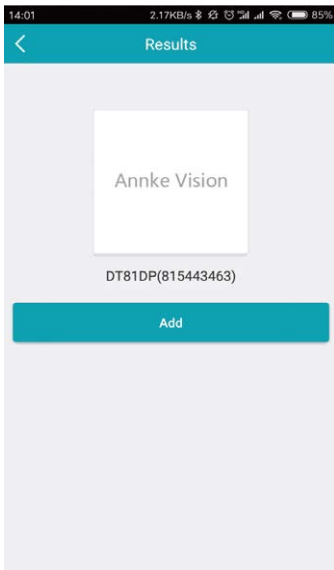 14:01 2.17KB/s 85%
Results
Annke Vision
DT81DP(815443463)
Add